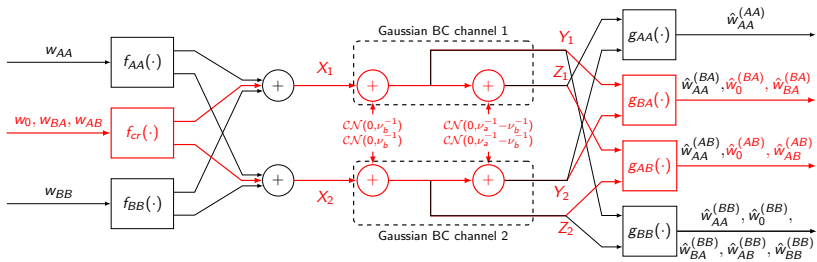 w_{AA}
f_{AA}(·)
w_0, w_{BA}, w_{AB}
f_{cr}(·)
w_{BB}
f_{BB}(·)
+
+
X_1
X_2
Gaussian BC channel 1
+
+
𝒞𝒩(0,ν_b^{-1})
𝒞𝒩(0,ν_b^{-1})
𝒞𝒩(0,ν_a^{-1}−ν_b^{-1})
𝒞𝒩(0,ν_a^{-1}−ν_b^{-1})
+
+
Gaussian BC channel 2
Y_1
Z_1
Y_2
Z_2
g_{AA}(·)
ŵ_{AA}^{(AA)}
g_{BA}(·)
ŵ_{AA}^{(BA)},ŵ_0^{(BA)},ŵ_{BA}^{(BA)}
g_{AB}(·)
ŵ_{AA}^{(AB)},ŵ_0^{(AB)},ŵ_{AB}^{(AB)}
g_{BB}(·)
ŵ_{AA}^{(BB)},ŵ_0^{(BB)},
ŵ_{BA}^{(BB)},ŵ_{AB}^{(BB)},ŵ_{BB}^{(BB)}